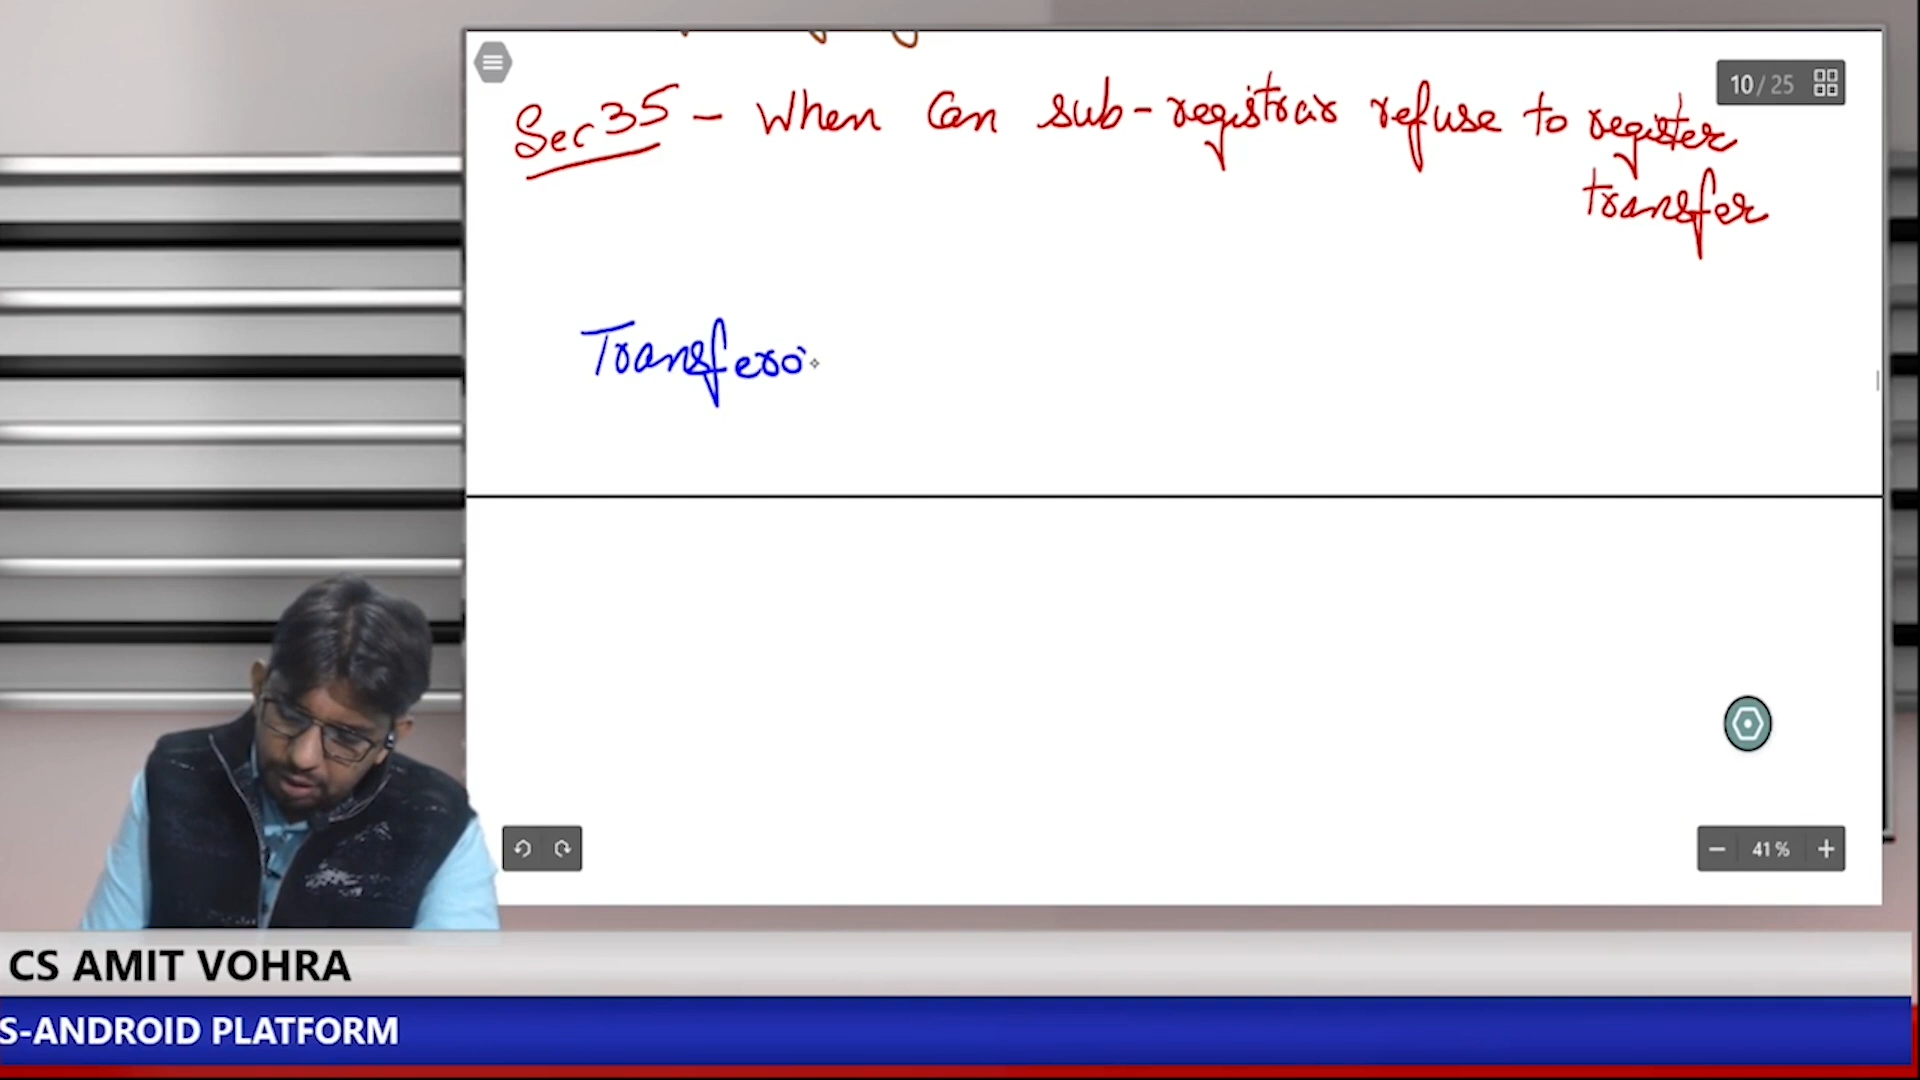 10/25
Sec 35 - When Can sub-registrar refuse to register
transfer
Transferor
41%
CS AMIT VOHRA
S-ANDROID PLATFORM